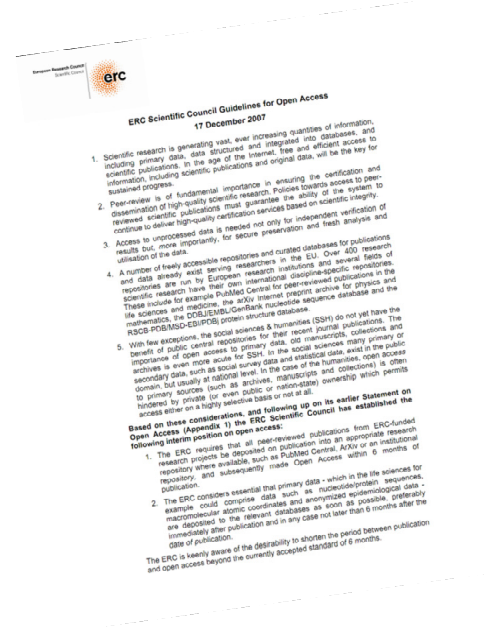 European Research Council
Scientific Council
erc
ERC Scientific Council Guidelines for Open Access
17 December 2007
1. Scientific research is generating vast, ever increasing quantities of information,
including primary data, data structured and integrated into databases, and
scientific publications. In the age of the Internet, free and efficient access to
information, including scientific publications and original data, will be the key for
sustained progress.
2. Peer-review is of fundamental importance in ensuring the certification and
dissemination of high-quality scientific research. Policies towards access to peer-
reviewed scientific publications must guarantee the ability of the system to
continue to deliver high-quality certification services based on scientific integrity.
3. Access to unprocessed data is needed not only for independent verification of
results but, more importantly, for secure preservation and fresh analysis and
utilisation of the data.
4. A number of freely accessible repositories and curated databases for publications
and data already exist serving researchers in the EU. Over 400 research
repositories are run by European research institutions and several fields of
scientific research have their own international discipline-specific repositories.
These include for example PubMed Central for peer-reviewed publications in the
life sciences and medicine, the arXiv Internet preprint archive for physics and
mathematics, the DDBJ/EMBL/GenBank nucleotide sequence database and the
RSCB-PDB/MSD-EBI/PDBj protein structure database.
5. With few exceptions, the social sciences & humanities (SSH) do not yet have the
benefit of public central repositories for their recent journal publications. The
importance of open access to primary data, old manuscripts, collections and
archives is even more acute for SSH. In the social sciences many primary or
secondary data, such as social survey data and statistical data, exist in the public
domain, but usually at national level. In the case of the humanities, open access
to primary sources (such as archives, manuscripts and collections) is often
hindered by private (or even public or nation-state) ownership which permits
access either on a highly selective basis or not at all.
Based on these considerations, and following up on its earlier Statement on
Open Access (Appendix 1) the ERC Scientific Council has established the
following interim position on open access:
1. The ERC requires that all peer-reviewed publications from ERC-funded
research projects be deposited on publication into an appropriate research
repository where available, such as PubMed Central, ArXiv or an institutional
repository, and subsequently made Open Access within 6 months of
publication.
2. The ERC considers essential that primary data - which in the life sciences for
example could comprise data such as nucleotide/protein sequences,
macromolecular atomic coordinates and anonymized epidemiological data -
are deposited to the relevant databases as soon as possible, preferably
immediately after publication and in any case not later than 6 months after the
date of publication.
The ERC is keenly aware of the desirability to shorten the period between publication
and open access beyond the currently accepted standard of 6 months.